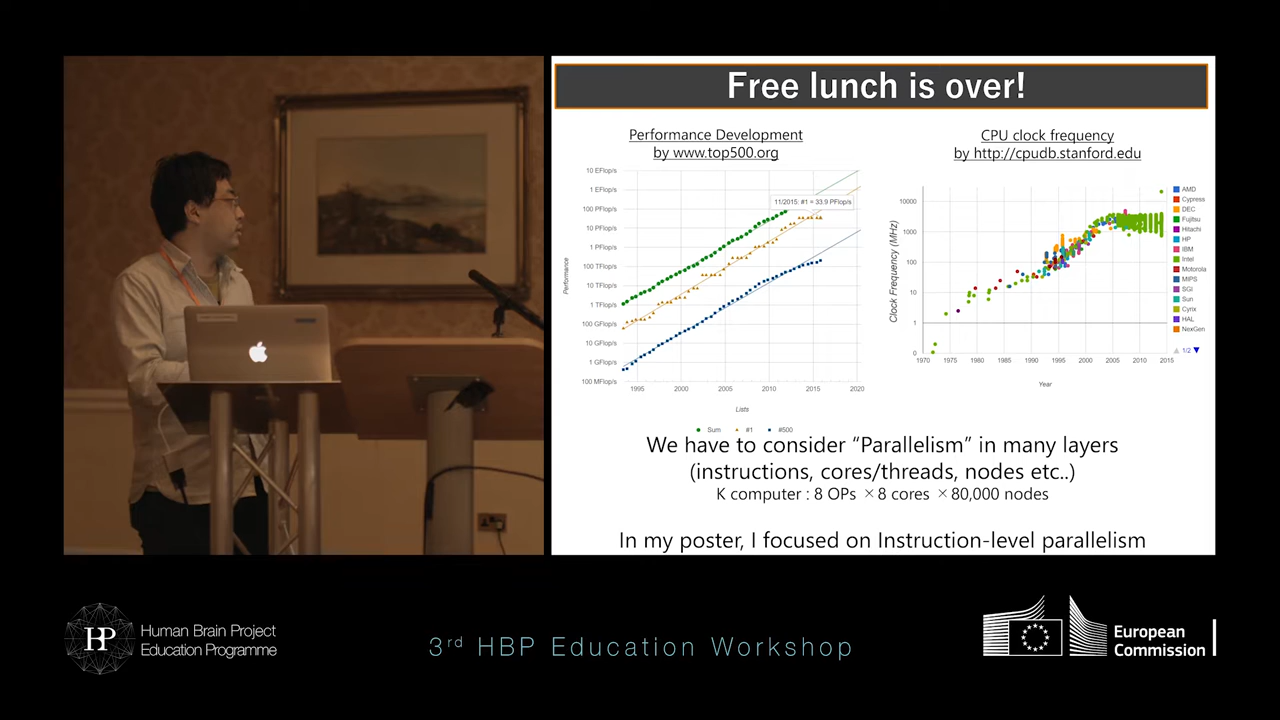 Free lunch is over!
Performance Development
by www.top500.org
10 EFlop/s
1 EFlop/s
100 PFlop/s
10 PFlop/s
1 PFlop/s
100 TFlop/s
10 TFlop/s
1 TFlop/s
100 GFlop/s
10 GFlop/s
1 GFlop/s
100 MFlop/s
Performance
11/2015: #1 = 33.9 PFlop/s
1995 2000 2005 2010 2015 2020
Lists
Sum #1 #500
CPU clock frequency
by http://cpudb.stanford.edu
Clock Frequency (MHz)
10000
1000
100
10
1
0
1970 1975 1980 1985 1990 1995 2000 2005 2010 2015
Year
AMD
Cypress
DEC
Fujitsu
Hitachi
HP
IBM
Intel
Motorola
MIPS
SGI
Sun
Cyrix
HAL
NexGen
1/2
We have to consider “Parallelism” in many layers
(instructions, cores/threads, nodes etc..)
K computer : 8 OPs ×8 cores ×80,000 nodes
In my poster, I focused on Instruction-level parallelism
HBP
Human Brain Project
Education Programme
3rd HBP Education Workshop
European
Commission